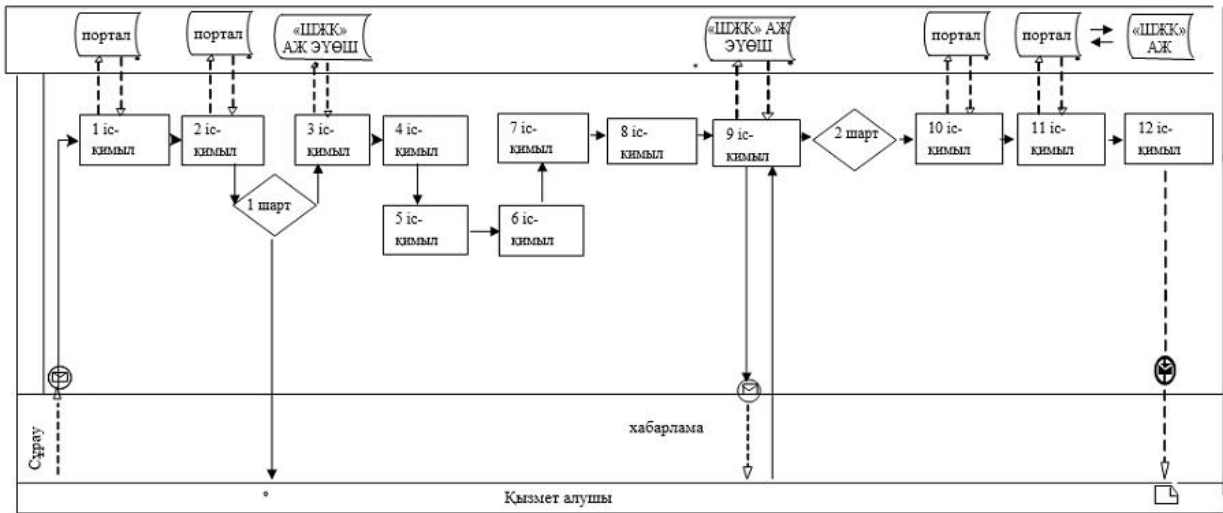 портал
портал
«ШЖК»
АЖ ЭҮӨШ
«ШЖК» АЖ
ЭҮӨШ
портал
портал
«ШЖК»
АЖ
1 іс-
қимыл
2 іс-
қимыл
3 іс-
қимыл
4 іс-
қимыл
7 іс-
қимыл
8 іс-
қимыл
9 іс-
қимыл
2 шарт
10 іс-
қимыл
11 іс-
қимыл
12 іс-
қимыл
1 шарт
5 іс-
қимыл
6 іс-
қимыл
Сұрау
хабарлама
Қызмет алушы